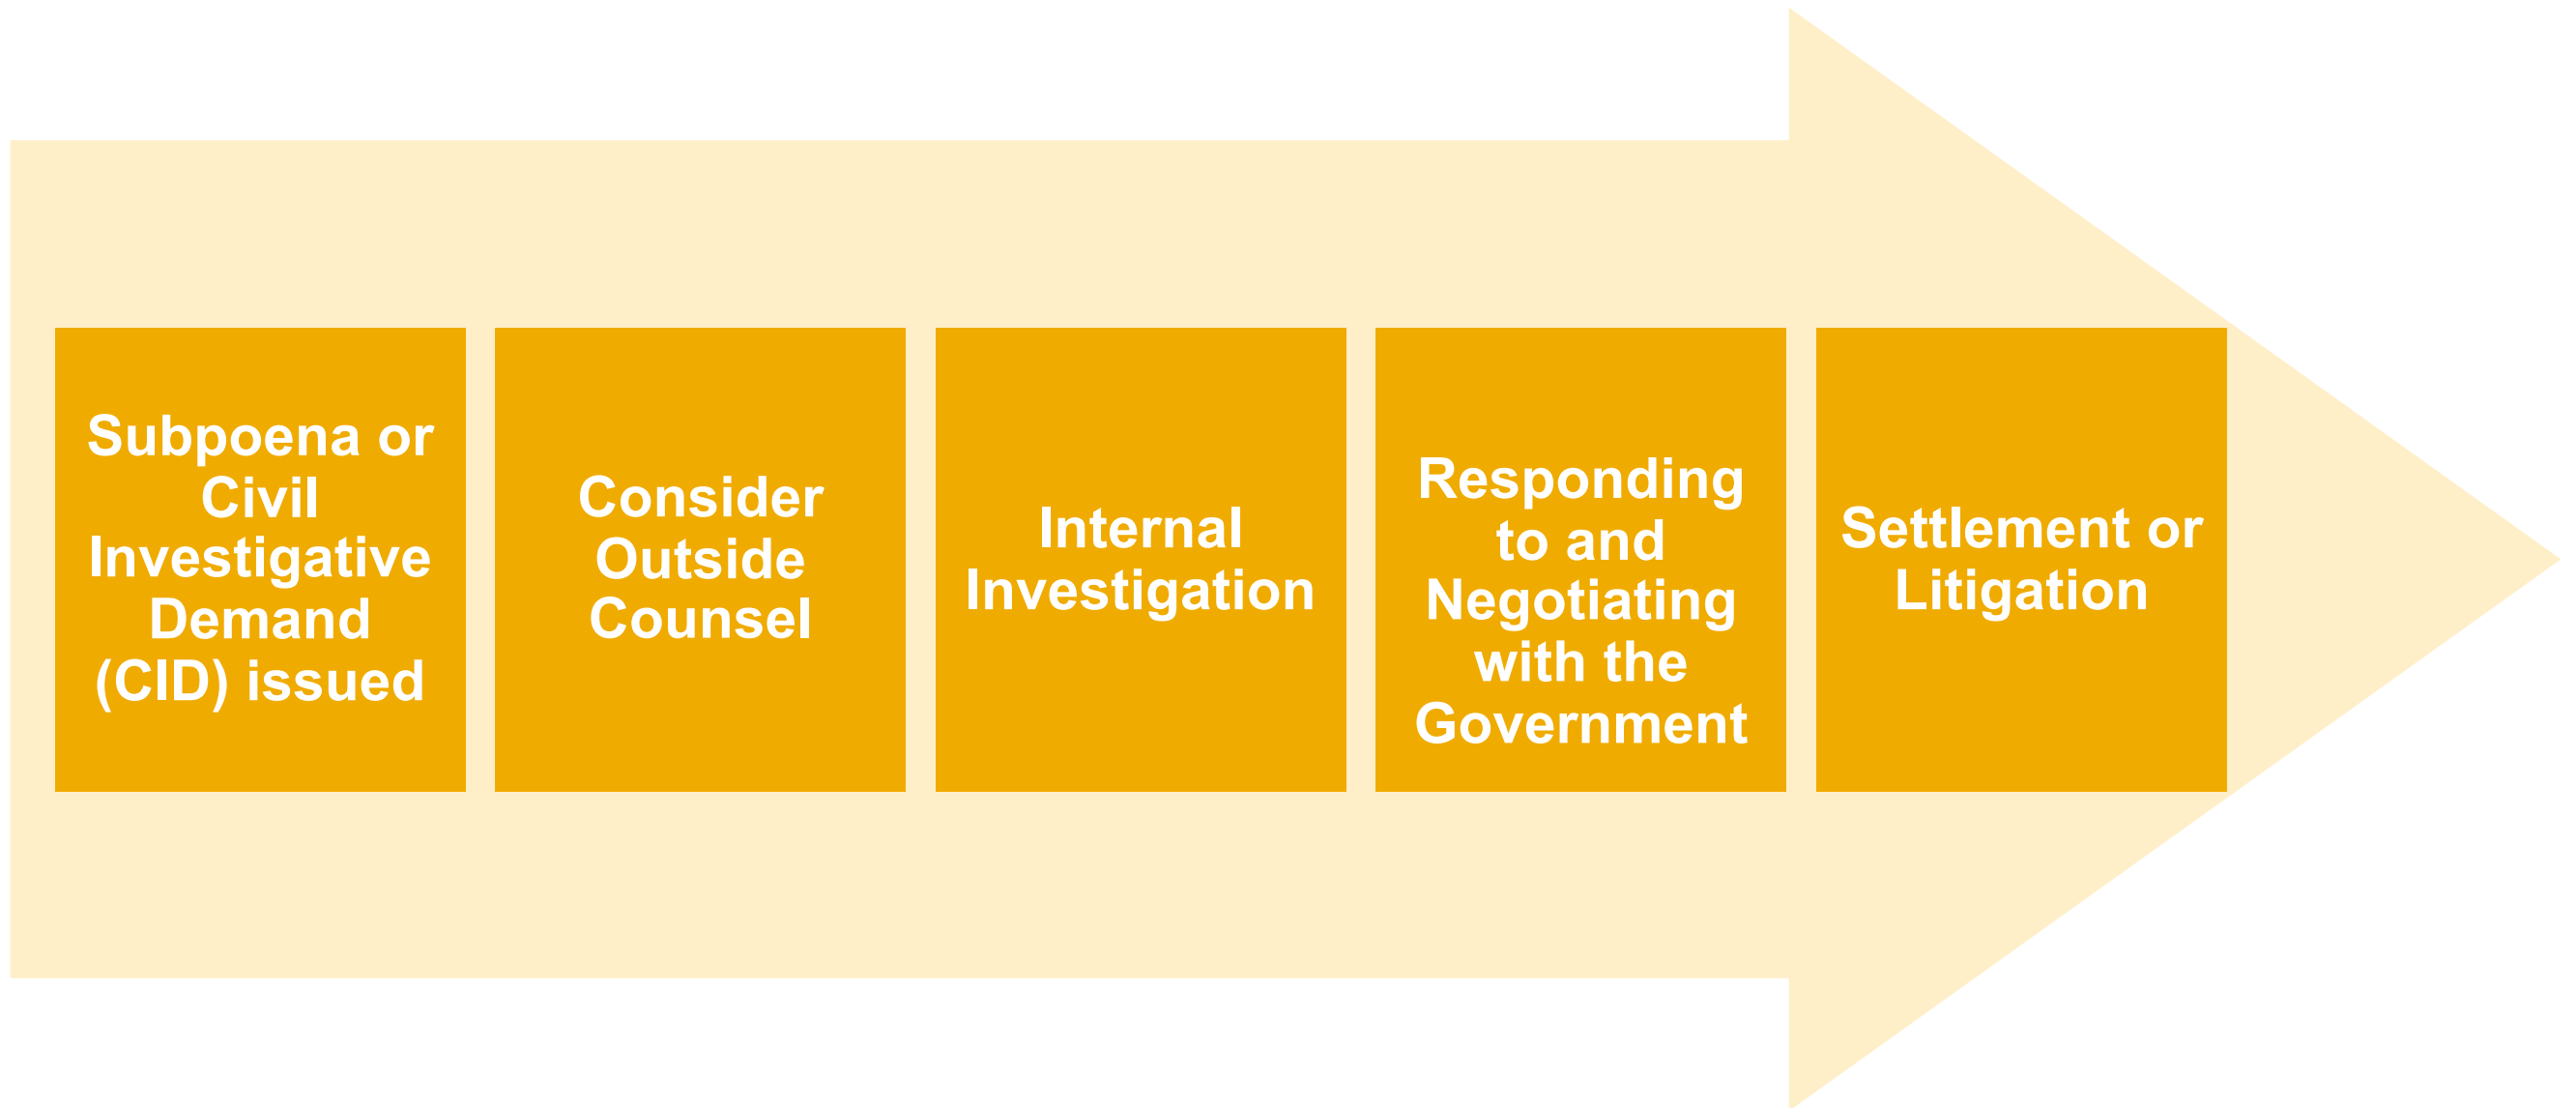 Subpoena or
Civil
Investigative
Demand
(CID) issued
Consider
Outside
Counsel
Internal
Investigation
Responding
to and
Negotiating
with the
Government
Settlement or
Litigation